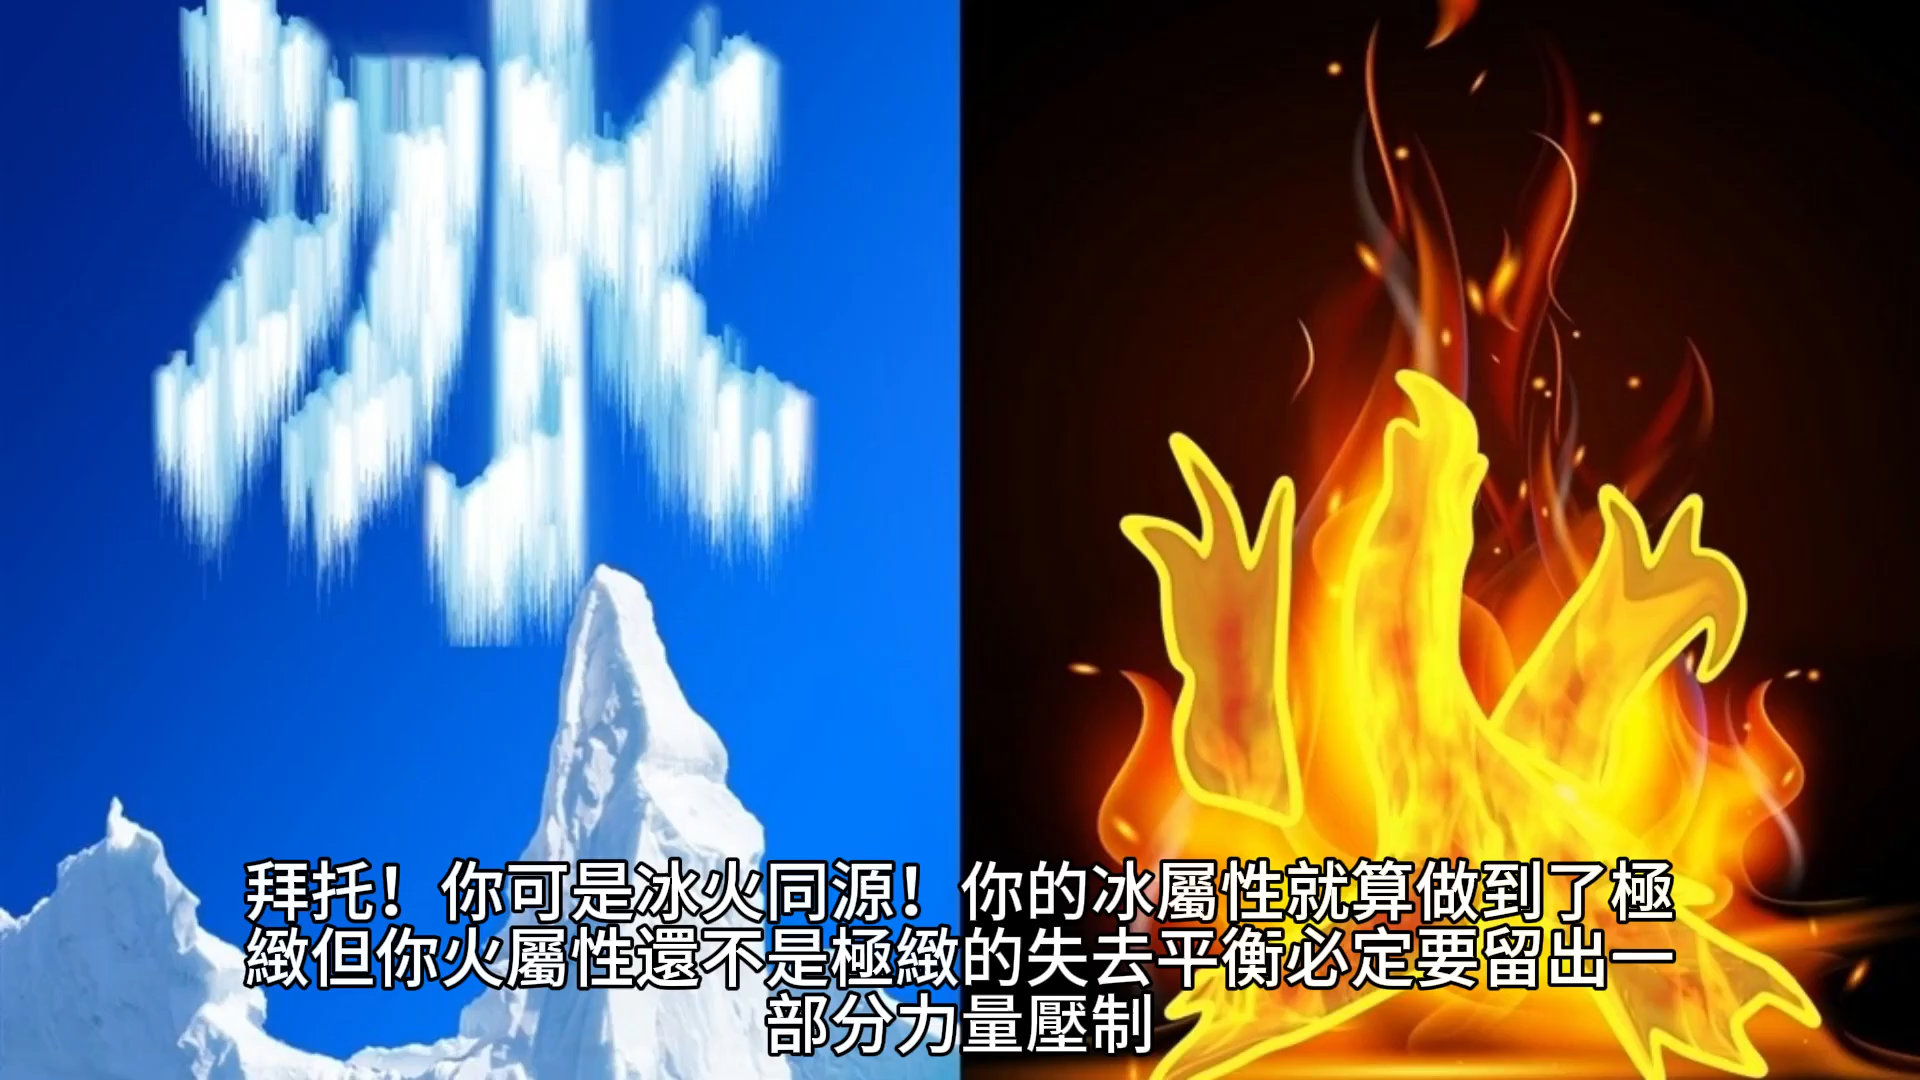 冰
火
拜托！你可是冰火同源！你的冰屬性就算做到了極
緻但你火屬性還不是極緻的失去平衡必定要留出一
部分力量壓制